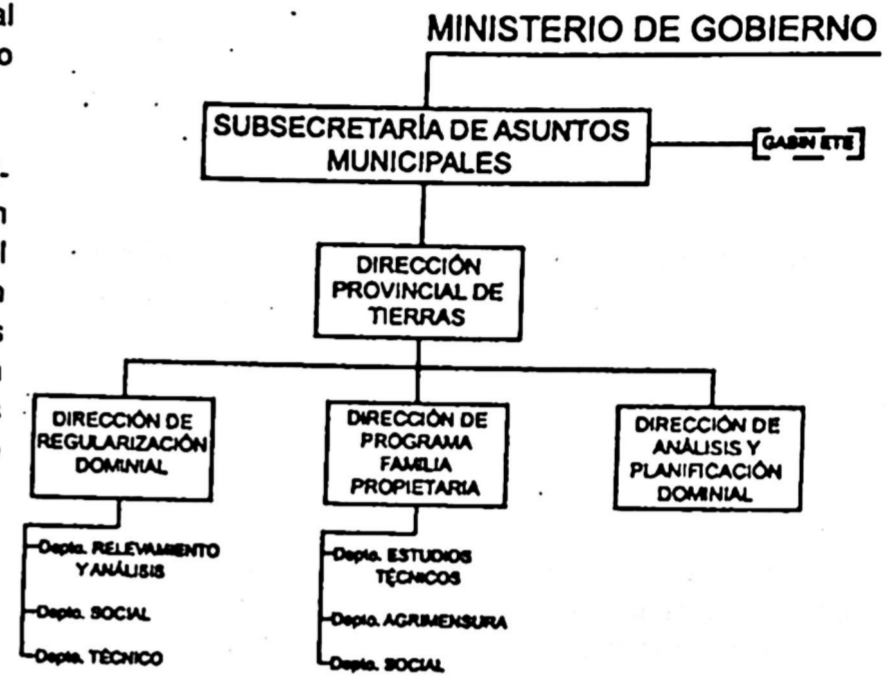 al
o
-
n
l
n
s
n
s
MINISTERIO DE GOBIERNO
SUBSECRETARÍA DE ASUNTOS
MUNICIPALES
GABINETE
DIRECCIÓN
PROVINCIAL DE
TIERRAS
DIRECCIÓN DE
REGULARIZACIÓN
DOMINIAL
DIRECCIÓN DE
PROGRAMA
FAMILIA
PROPIETARIA
DIRECCIÓN DE
ANÁLISIS Y
PLANIFICACIÓN
DOMINIAL
Depto. RELEVAMIENTO
Y ANÁLISIS
Depto. SOCIAL
Depto. TÉCNICO
Depto. ESTUDIOS
TÉCNICOS
Depto. AGRIMENSURA
Depto. SOCIAL